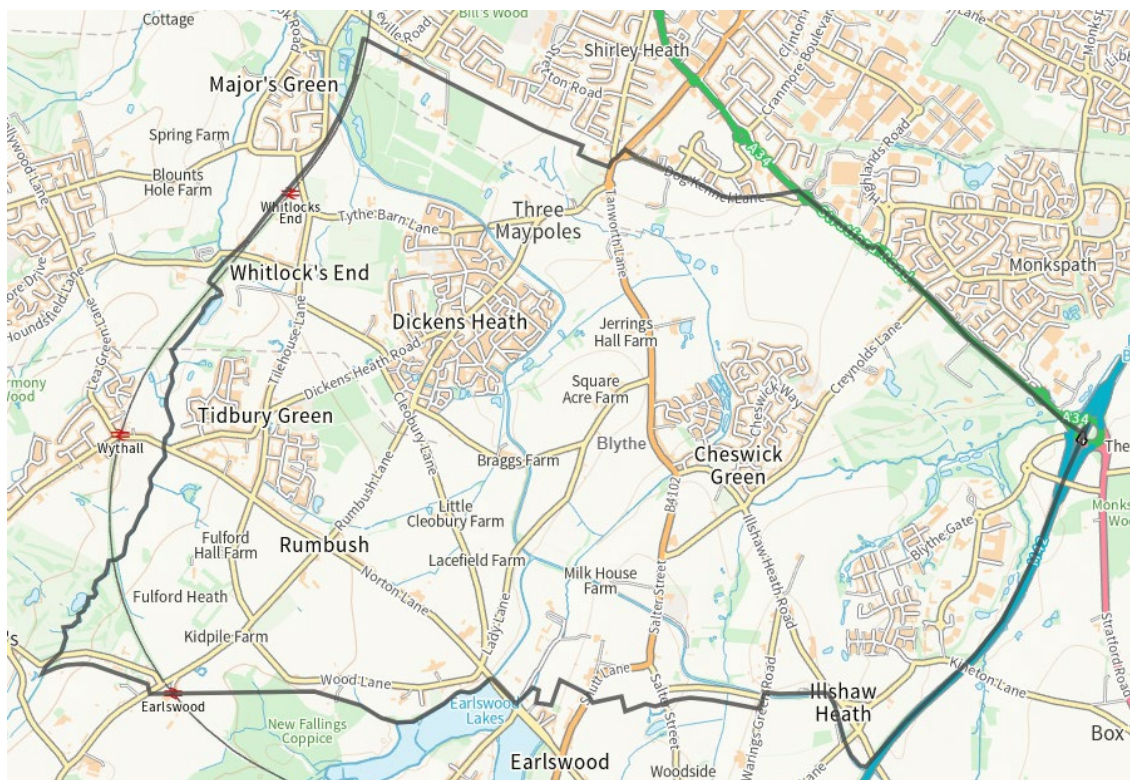 Cottage
Bill's Wood
Shirley Heath
Major's Green
Cranmore Boulevard
Spring Farm
A34
Highlands Road
Blounts
Hole Farm
Dog Kennel Lane
Whitlocks
End
Tythe Barn Lane
Three
Maypoles
Tanworth Lane
Whitlock's End
Monkspath
Houndsfield Lane
Dickens Heath
Jerrings
Hall Farm
Tilehouse Lane
Lea Green Lane
Creynolds Lane
Dickens Heath Road
Square
Acre Farm
Cheswick Way
Tidbury Green
Cleobury Lane
A34
Wythall
Blythe
The
Braggs Farm
Cheswick
Green
Rumbush Lane
B4102
Little
Cleobury Farm
Illshaw Heath Road
Fulford
Hall Farm
Rumbush
Blythe Gate
Lacefield Farm
Norton Lane
Milk House
Farm
Salter Street
Fulford Heath
Lady Lane
Stratford Road
Kidpile Farm
Wood Lane
Kineton Lane
Earlswood
Earlswood
Lakes
Salter Street
Warings Green Road
Illshaw
Heath
New Fallings
Coppice
Box
Earlswood
Woodside